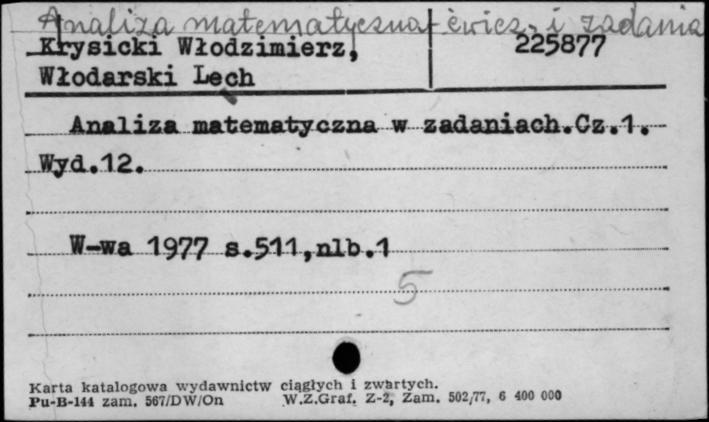 Analiza matematyczna ćwicz. i zadania
Krysicki Włodzimierz, 225877
Włodarski Lech
Analiza matematyczna w zadaniach.Cz.1.
Wyd.12.
W-wa 1977 s.511,nlb.1
5
Karta katalogowa wydawnictw ciągłych i zwartych.
Pu-B-144 zam. 567/DW/On W.Z.Graf. Z-2, Zam. 502/77, 6 400 000